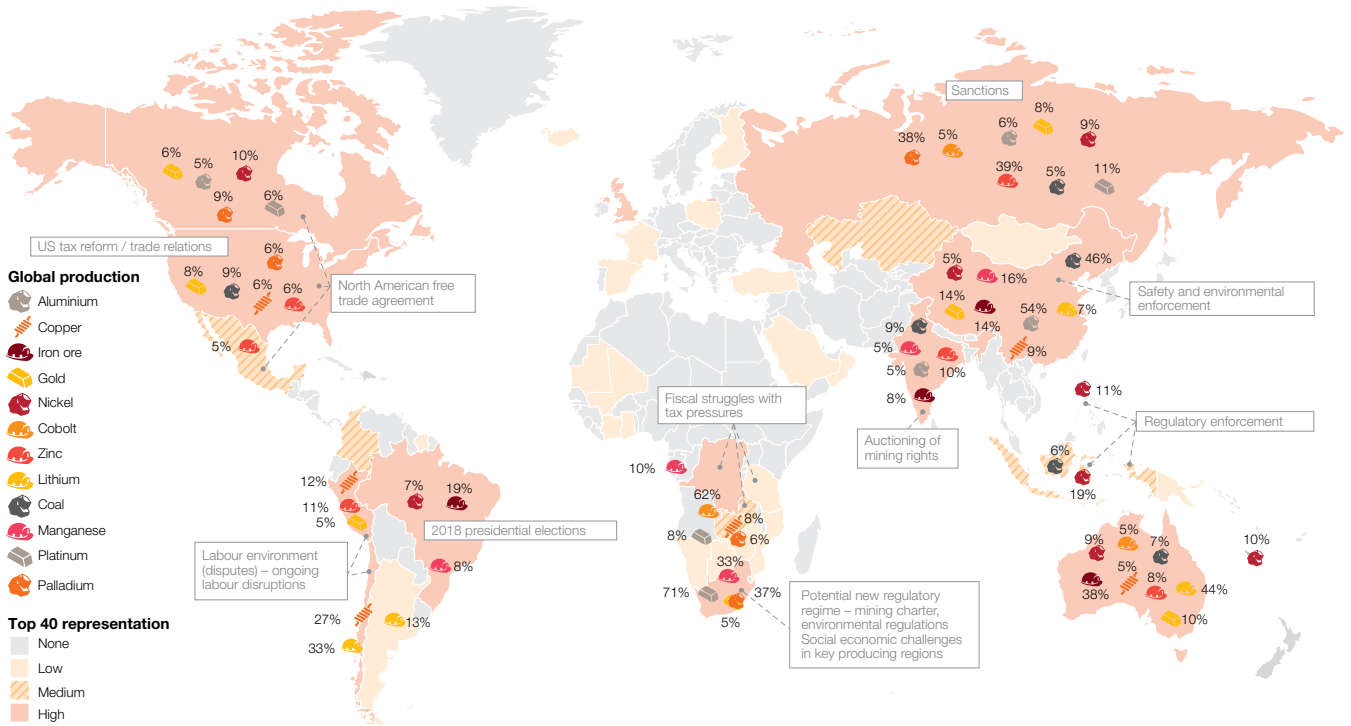 Sanctions
8%
6%
9%
38%
5%
39%
5%
11%
6%
5%
10%
9%
6%
US tax reform / trade relations
6%
8%
9%
6%
6%
North American free
trade agreement
5%
Global production
Aluminium
Copper
Iron ore
Gold
Nickel
Cobolt
Zinc
Lithium
Coal
Manganese
Platinum
Palladium
Top 40 representation
None
Low
Medium
High
46%
5%
16%
14%
14%
54%
7%
9%
Safety and environmental
enforcement
9%
5%
10%
5%
8%
Auctioning of
mining rights
11%
Regulatory enforcement
6%
19%
Fiscal struggles with
tax pressures
10%
62%
8%
8%
6%
33%
71%
37%
5%
Potential new regulatory
regime – mining charter,
environmental regulations
Social economic challenges
in key producing regions
12%
11%
5%
7%
19%
2018 presidential elections
8%
Labour environment
(disputes) – ongoing
labour disruptions
27%
13%
33%
9%
5%
7%
10%
38%
5%
8%
44%
10%